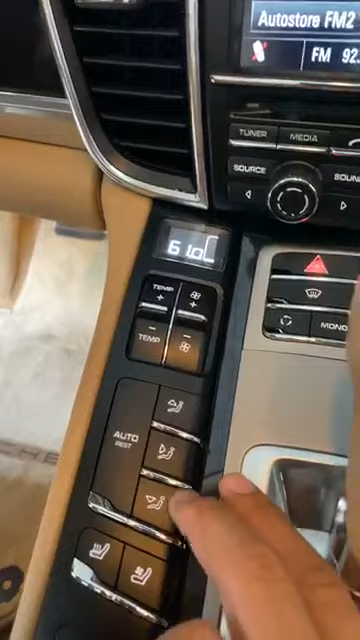 Autostore FM2
FM 92.
TUNER MEDIA
SOURCE SOUN
TEMP
+ +
- -
TEMP
MONO
AUTO
REST